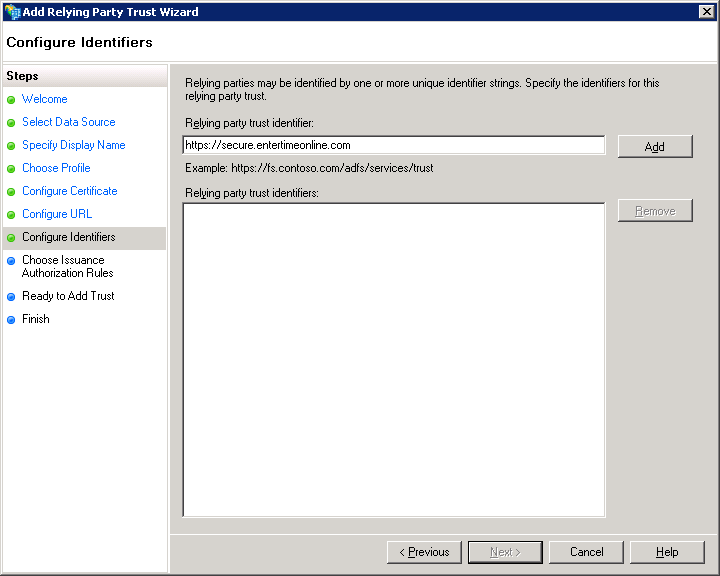 Add Relying Party Trust Wizard
Configure Identifiers
Steps
Welcome
Select Data Source
Specify Display Name
Choose Profile
Configure Certificate
Configure URL
Configure Identifiers
Choose Issuance
Authorization Rules
Ready to Add Trust
Finish
Relying parties may be identified by one or more unique identifier strings. Specify the identifiers for this
relying party trust.
Relying party trust identifier:
https://secure.entertimeonline.com
Add
Example: https://fs.contoso.com/adfs/services/trust
Relying party trust identifiers:
Remove
< Previous
Next >
Cancel
Help